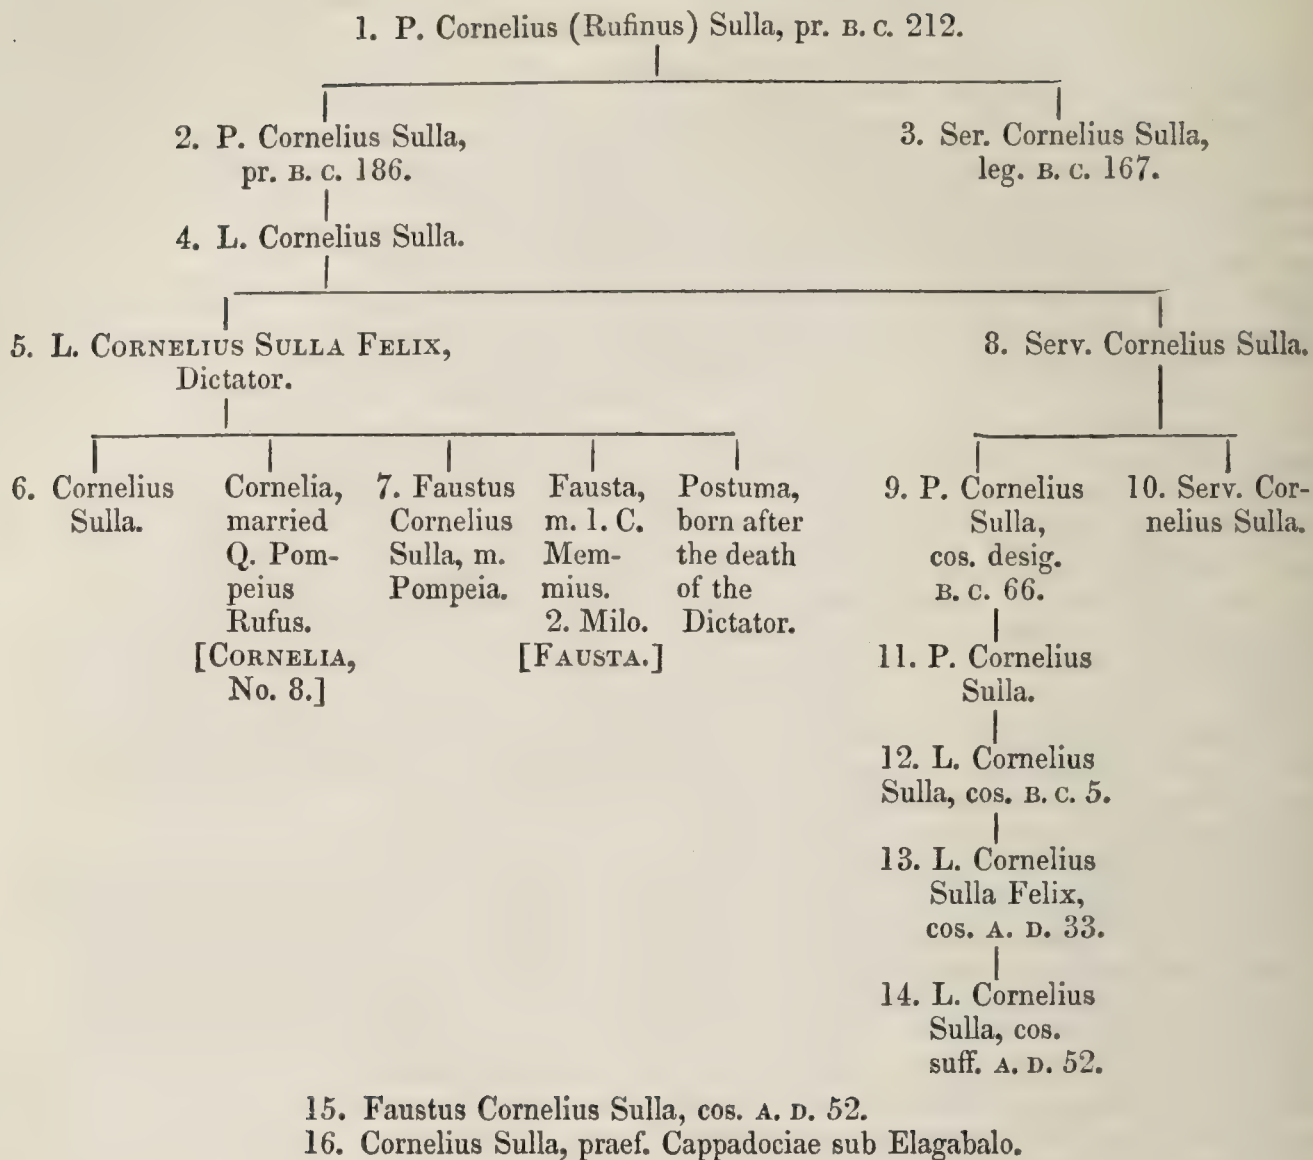 1. P. Cornelius (Rufinus) Sulla, pr. B. C. 212.
2. P. Cornelius Sulla,
pr. B. C. 186.
3. Ser. Cornelius Sulla,
leg. B. C. 167.
4. L. Cornelius Sulla.
5. L. CORNELIUS SULLA FELIX,
Dictator.
8. Serv. Cornelius Sulla.
6. Cornelius
Sulla.
Cornelia,
married
Q. Pom-
peius
Rufus.
[CORNELIA,
No. 8.]
7. Faustus
Cornelius
Sulla, m.
Pompeia.
Fausta,
m. 1. C.
Mem-
mius.
2. Milo.
[FAUSTA.]
Postuma,
born after
the death
of the
Dictator.
9. P. Cornelius
Sulla,
cos. desig.
B. C. 66.
10. Serv. Cor-
nelius Sulla.
11. P. Cornelius
Sulla.
12. L. Cornelius
Sulla, cos. B. C. 5.
13. L. Cornelius
Sulla Felix,
cos. A. D. 33.
14. L. Cornelius
Sulla, cos.
suff. A. D. 52.
15. Faustus Cornelius Sulla, cos. A. D. 52.
16. Cornelius Sulla, praef. Cappadociae sub Elagabalo.